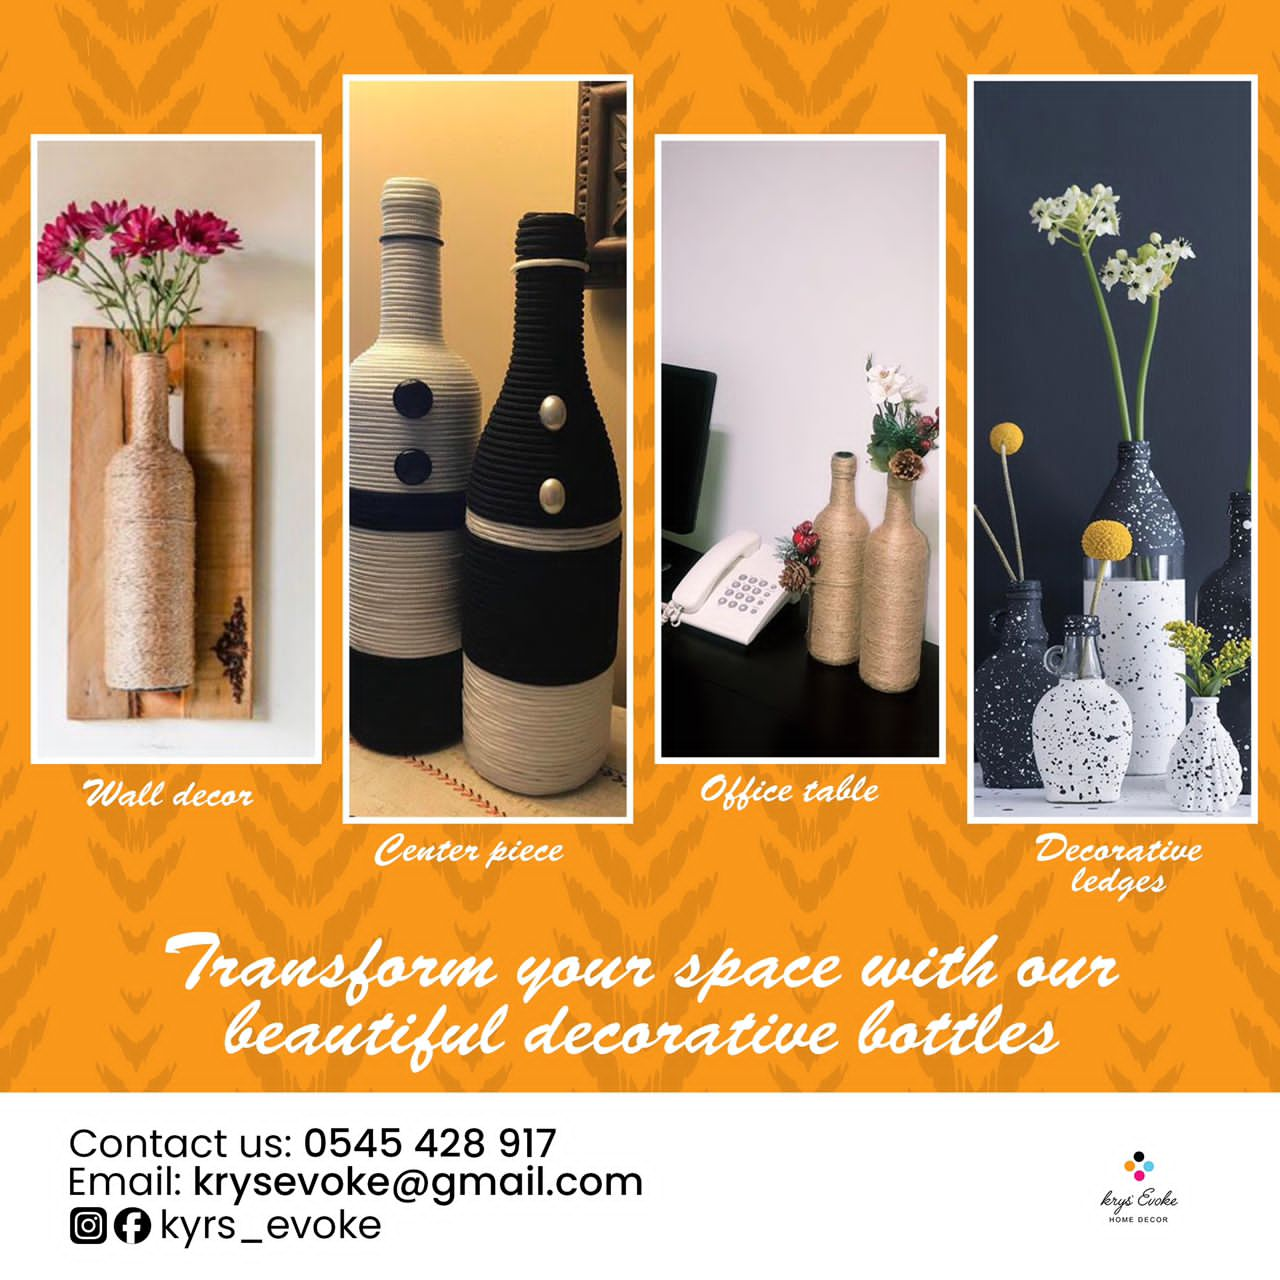 Wall decor
Center piece
Office table
Decorative
ledges
Transform your space with our
beautiful decorative bottles
Contact us: 0545 428 917
Email: krysevoke@gmail.com
kyrs_evoke
krys' Evoke
HOME DECOR